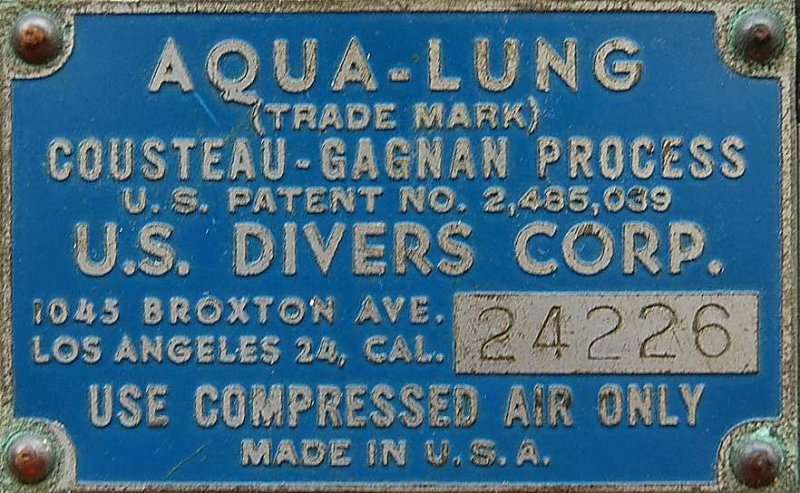 AQUA-LUNG
(TRADE MARK)
COUSTEAU-GAGNAN PROCESS
U.S. PATENT NO. 2,485,039
U.S. DIVERS CORP.
1045 BROXTON AVE.
LOS ANGELES 24, CAL.
24226
USE COMPRESSED AIR ONLY
MADE IN U.S.A.